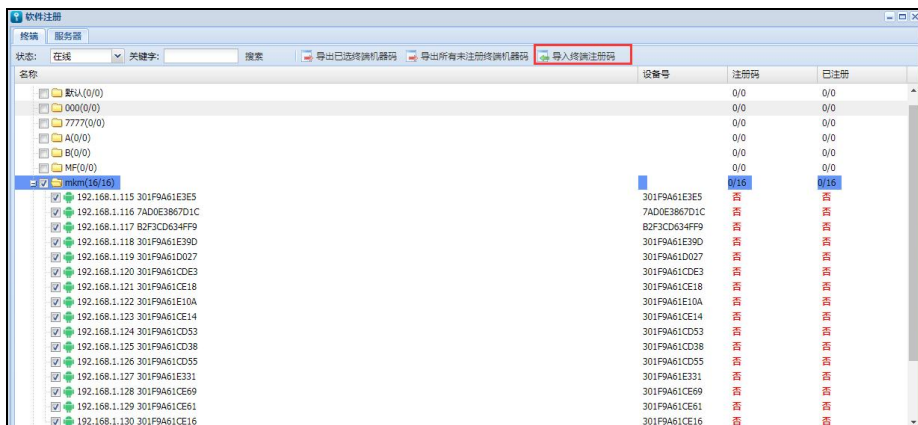 软件注册
终端 服务器
状态: 在线 关键字: 搜索 导出已选终端机器码 导出所有未注册终端机器码 导入终端注册码
名称 设备号 注册码 已注册
默认(0/0) 0/0 0/0
000(0/0) 0/0 0/0
7777(0/0) 0/0 0/0
A(0/0) 0/0 0/0
B(0/0) 0/0 0/0
MF(0/0) 0/0 0/0
mkm(16/16) 0/16 0/16
192.168.1.115 301F9A61E3E5 301F9A61E3E5 否 否
192.168.1.116 7AD0E3867D1C 7AD0E3867D1C 否 否
192.168.1.117 B2F3CD634FF9 B2F3CD634FF9 否 否
192.168.1.118 301F9A61E39D 301F9A61E39D 否 否
192.168.1.119 301F9A61D027 301F9A61D027 否 否
192.168.1.120 301F9A61CDE3 301F9A61CDE3 否 否
192.168.1.121 301F9A61CE18 301F9A61CE18 否 否
192.168.1.122 301F9A61E10A 301F9A61E10A 否 否
192.168.1.123 301F9A61CE14 301F9A61CE14 否 否
192.168.1.124 301F9A61CD53 301F9A61CD53 否 否
192.168.1.125 301F9A61CD38 301F9A61CD38 否 否
192.168.1.126 301F9A61CD55 301F9A61CD55 否 否
192.168.1.127 301F9A61E331 301F9A61E331 否 否
192.168.1.128 301F9A61CE69 301F9A61CE69 否 否
192.168.1.129 301F9A61CE61 301F9A61CE61 否 否
192.168.1.130 301F9A61CE16 301F9A61CE16 否 否